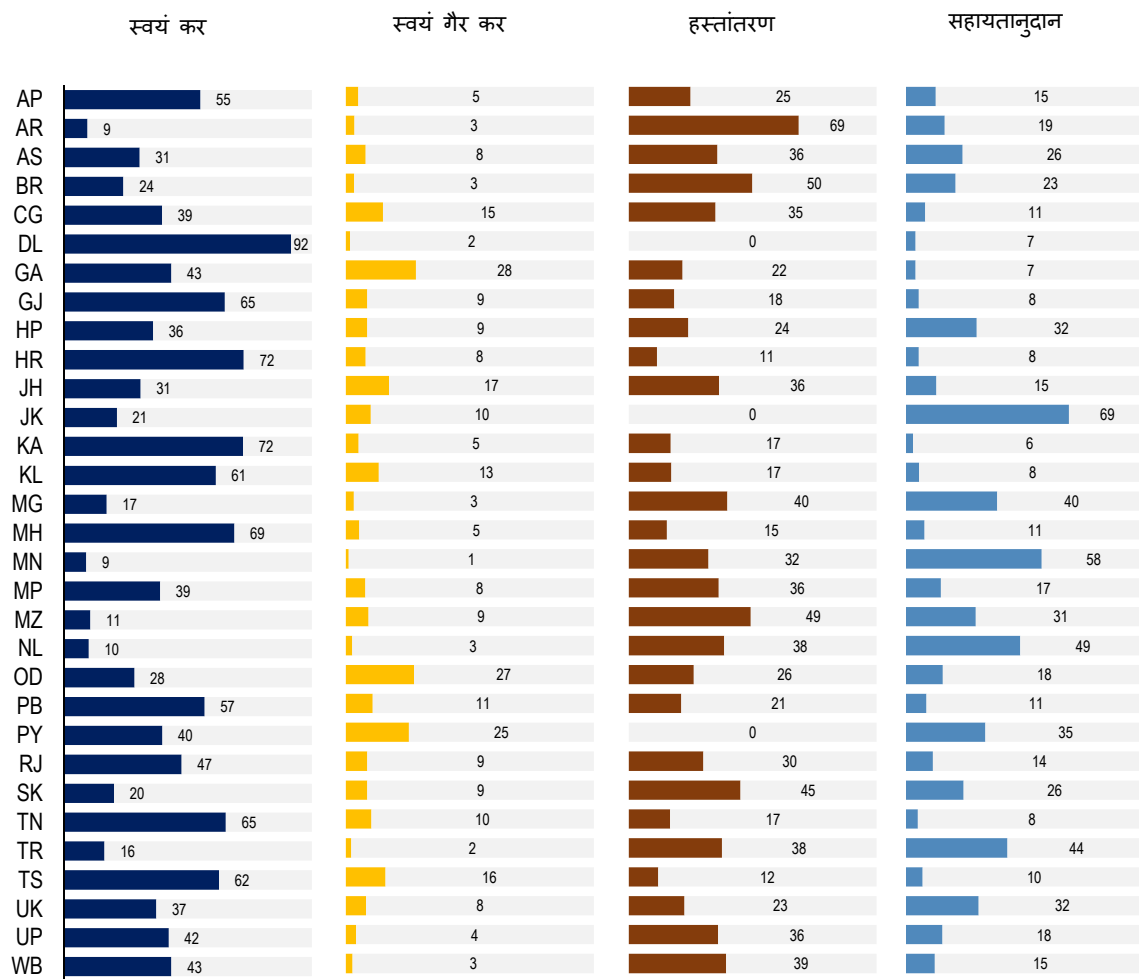 स्वयं कर स्वयं गैर कर हस्तांतरण सहायतानुदान
AP 55 5 25 15
AR 9 3 69 19
AS 31 8 36 26
BR 24 3 50 23
CG 39 15 35 11
DL 92 2 0 7
GA 43 28 22 7
GJ 65 9 18 8
HP 36 9 24 32
HR 72 8 11 8
JH 31 17 36 15
JK 21 10 0 69
KA 72 5 17 6
KL 61 13 17 8
MG 17 3 40 40
MH 69 5 15 11
MN 9 1 32 58
MP 39 8 36 17
MZ 11 9 49 31
NL 10 3 38 49
OD 28 27 26 18
PB 57 11 21 11
PY 40 25 0 35
RJ 47 9 30 14
SK 20 9 45 26
TN 65 10 17 8
TR 16 2 38 44
TS 62 16 12 10
UK 37 8 23 32
UP 42 4 36 18
WB 43 3 39 15